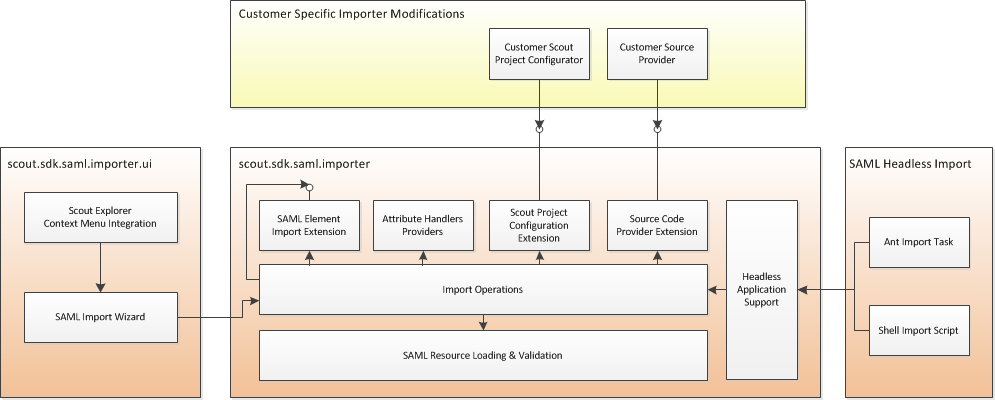 Customer Specific Importer Modifications
Customer Scout
Project Configurator
Customer Source
Provider
scout.sdk.saml.importer.ui
Scout Explorer
Context Menu Integration
SAML Import Wizard
scout.sdk.saml.importer
SAML Element
Import Extension
Attribute Handlers
Providers
Scout Project
Configuration
Extension
Source Code
Provider Extension
Import Operations
SAML Resource Loading & Validation
Headless
Application
Support
SAML Headless Import
Ant Import Task
Shell Import Script